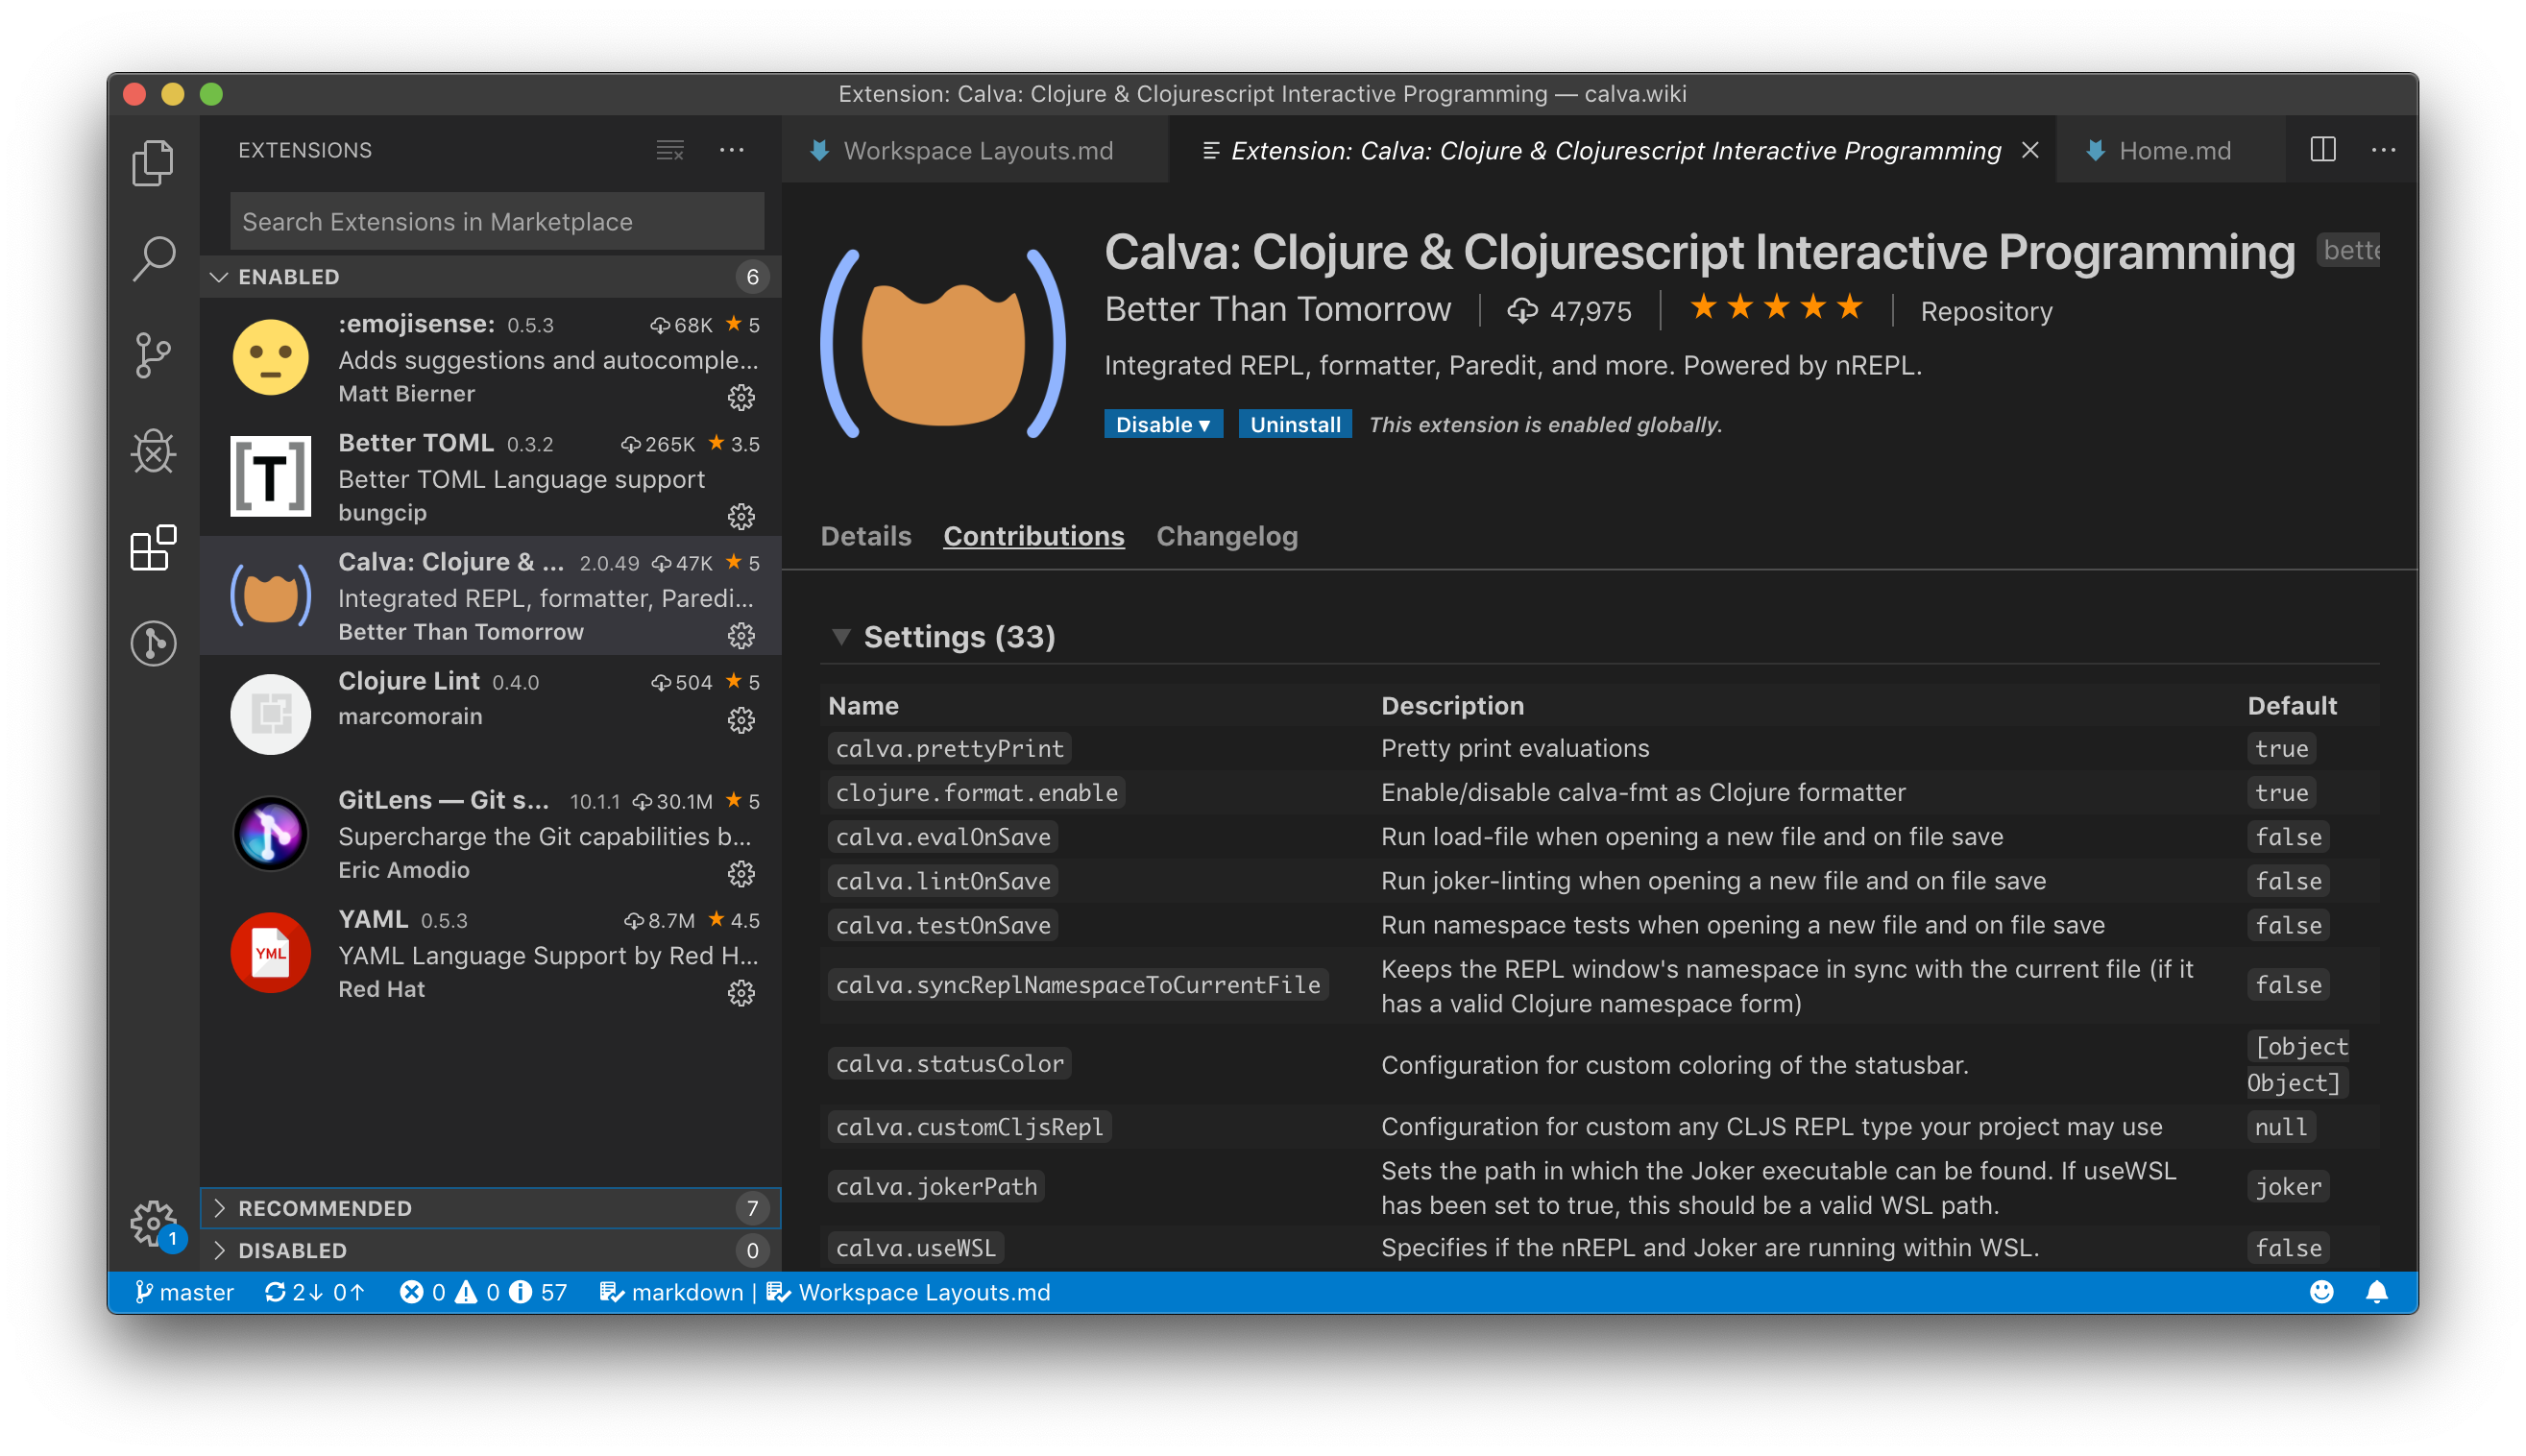 Extension: Calva: Clojure & Clojurescript Interactive Programming — calva.wiki
EXTENSIONS
Search Extensions in Marketplace
ENABLED 6
:emojisense: 0.5.3 68K ★ 5
Adds suggestions and autocomple...
Matt Bierner
[T]
Better TOML 0.3.2 265K ★ 3.5
Better TOML Language support
bungcip
Calva: Clojure & ... 2.0.49 47K ★ 5
Integrated REPL, formatter, Paredi...
Better Than Tomorrow
Clojure Lint 0.4.0 504 ★ 5
marcomorain
GitLens — Git s... 10.1.1 30.1M ★ 5
Supercharge the Git capabilities b...
Eric Amodio
YML
YAML 0.5.3 8.7M ★ 4.5
YAML Language Support by Red H...
Red Hat
RECOMMENDED 7
DISABLED 0
1
Workspace Layouts.md
Extension: Calva: Clojure & Clojurescript Interactive Programming
Home.md
Calva: Clojure & Clojurescript Interactive Programming bette
Better Than Tomorrow | 47,975 | ★★★★★ | Repository
Integrated REPL, formatter, Paredit, and more. Powered by nREPL.
Disable ▾ Uninstall This extension is enabled globally.
Details Contributions Changelog
Settings (33)
Name Description Default
calva.prettyPrint Pretty print evaluations true
clojure.format.enable Enable/disable calva-fmt as Clojure formatter true
calva.evalOnSave Run load-file when opening a new file and on file save false
calva.lintOnSave Run joker-linting when opening a new file and on file save false
calva.testOnSave Run namespace tests when opening a new file and on file save false
calva.syncReplNamespaceToCurrentFile Keeps the REPL window's namespace in sync with the current file (if it
has a valid Clojure namespace form) false
calva.statusColor Configuration for custom coloring of the statusbar. [object
Object]
calva.customCljsRepl Configuration for custom any CLJS REPL type your project may use null
calva.jokerPath Sets the path in which the Joker executable can be found. If useWSL
has been set to true, this should be a valid WSL path. joker
calva.useWSL Specifies if the nREPL and Joker are running within WSL. false
master 2↓ 0↑ 0 0 57 markdown | Workspace Layouts.md